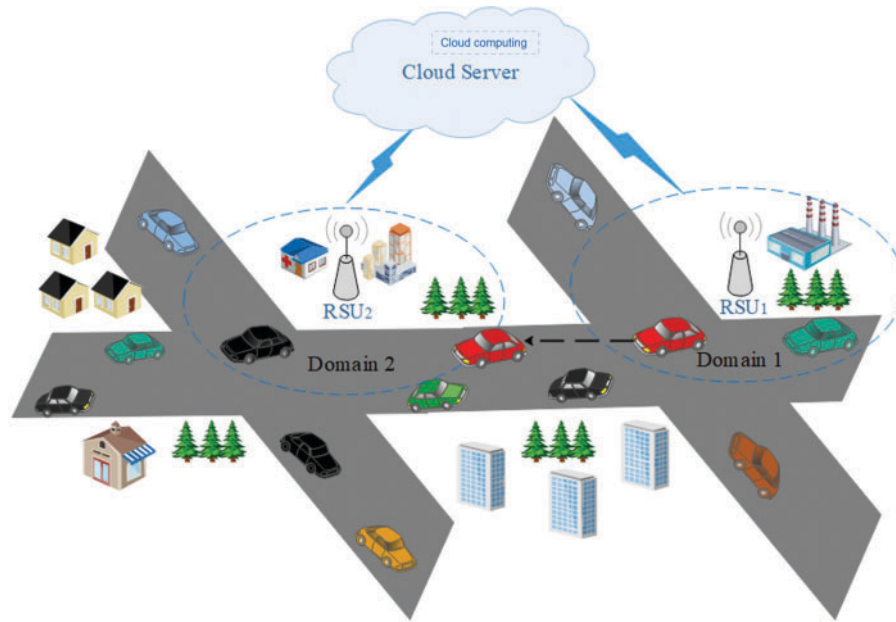 Cloud computing
Cloud Server
RSU2
RSU1
Domain 2
Domain 1